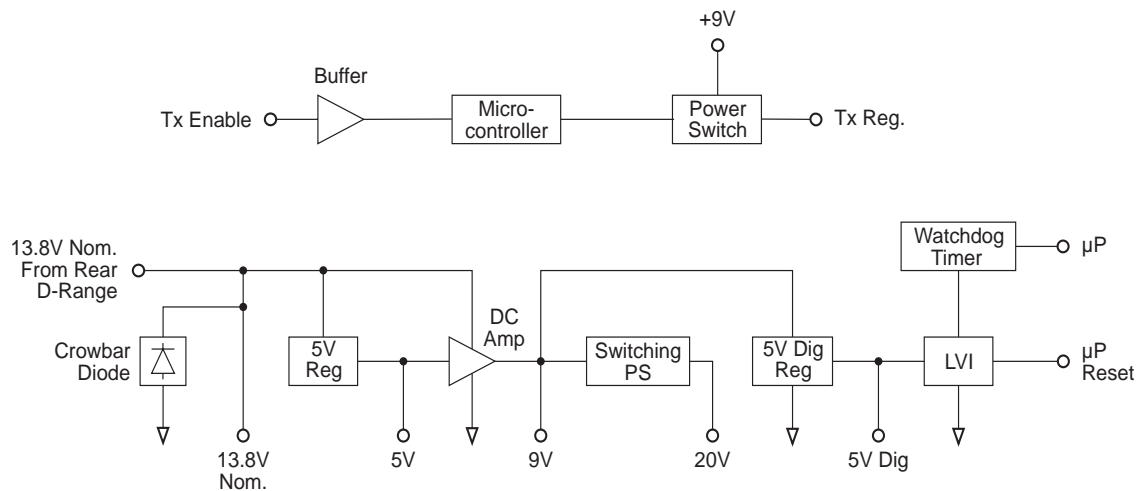 +9V
Buffer
Tx Enable
Micro-
controller
Power
Switch
Tx Reg.
13.8V Nom.
From Rear
D-Range
Watchdog
Timer
µP
Crowbar
Diode
5V
Reg
DC
Amp
Switching
PS
5V Dig
Reg
LVI
µP
Reset
13.8V
Nom.
5V
9V
20V
5V Dig